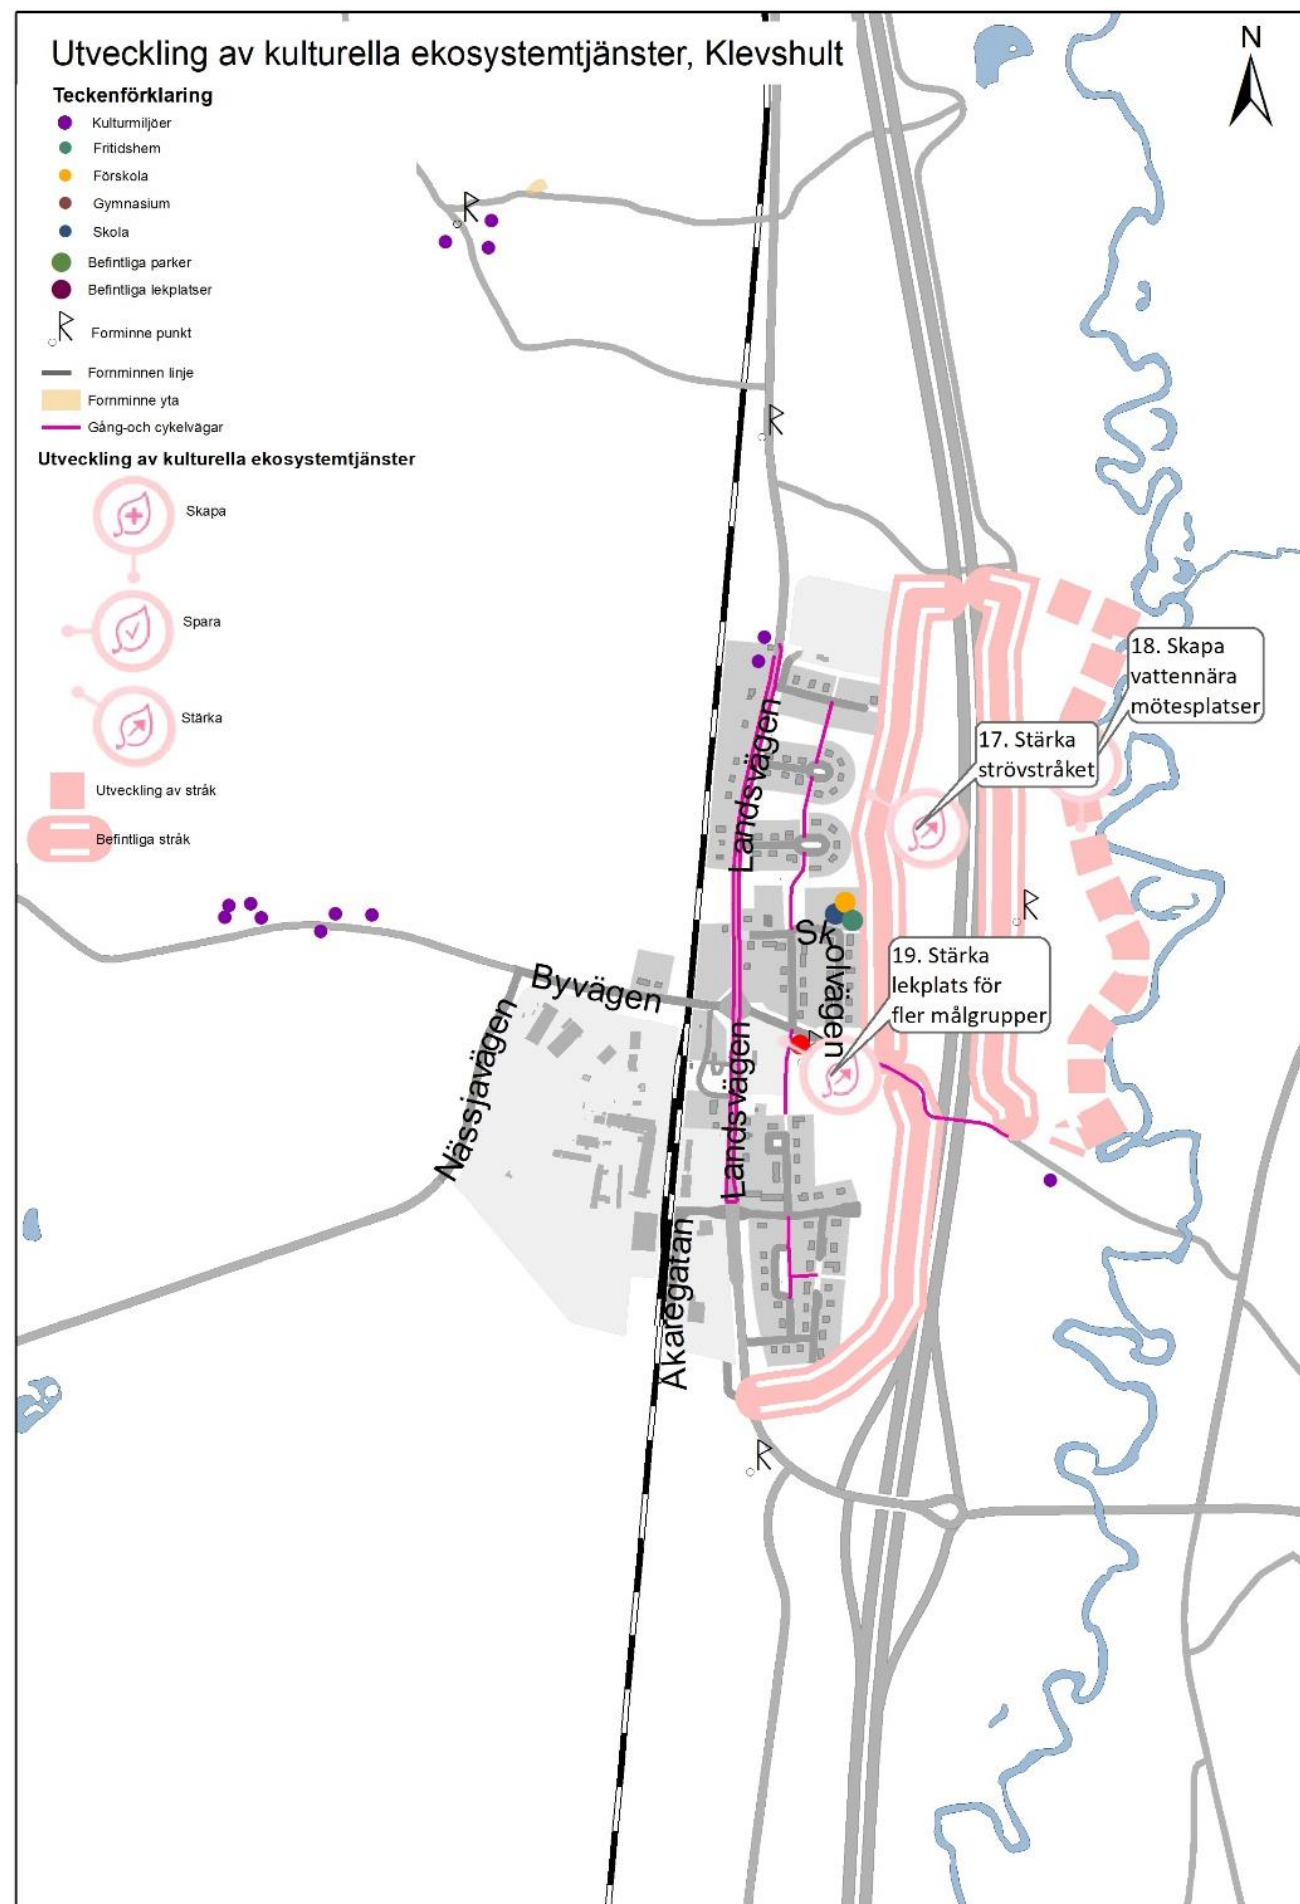 Utveckling av kulturella ekosystemtjänster, Klevshult
N
Teckenförklaring
Kulturmiljöer
Fritidshem
Förskola
Gymnasium
Skola
Befintliga parker
Befintliga lekplatser
Forminne punkt
Fornminnen linje
Fornminne yta
Gång-och cykelvägar
Utveckling av kulturella ekosystemtjänster
Skapa
Spara
Stärka
Utveckling av stråk
Befintliga stråk
18. Skapa
vattennära
mötesplatser
17. Stärka
strövstråket
Landsvägen
Skolvägen
19. Stärka
lekplats för
fler målgrupper
Byvägen
Nässjavägen
Landsvägen
Åkaregatan